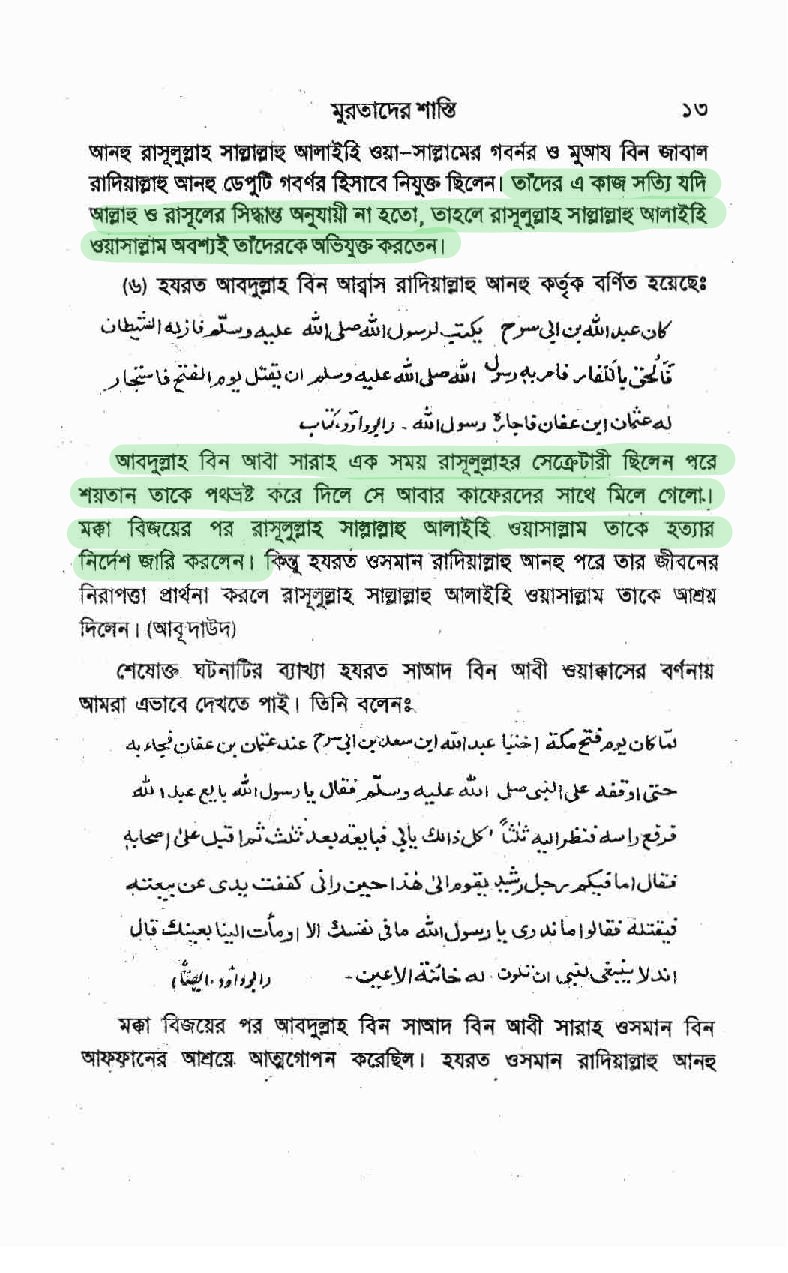 মুরতাদের শাস্তি ১৩
আনহু রাসূলুল্লাহ সাল্লাল্লাহু আলাইহি ওয়া-সাল্লামের গবর্নর ও মুআয বিন জাবাল
রাদিয়াল্লাহু আনহু ডেপুটি গবর্ণর হিসাবে নিযুক্ত ছিলেন। তাঁদের এ কাজ সত্যি যদি
আল্লাহু ও রাসূলের সিদ্ধান্ত অনুযায়ী না হতো, তাহলে রাসূলুল্লাহ সাল্লাল্লাহু আলাইহি
ওয়াসাল্লাম অবশ্যই তাঁদেরকে অভিযুক্ত করতেন।
(৬) হযরত আবদুল্লাহ বিন আব্বাস রাদিয়াল্লাহু আনহু কর্তৃক বর্ণিত হয়েছেঃ
كان عبد الله بن ابى سرح يكتب لرسول الله صلى الله عليه وسلم فازله الشيطان
فالحق بالكفار فامر به رسول الله صلى الله عليه وسلم ان يقتل يوم الفتح فاستجار
له عثمان ابن عفان فاجاره رسول الله ۔ (ابوداؤد، كتاب
আবদুল্লাহ বিন আবী সারাহ এক সময় রাসূলুল্লাহর সেক্রেটারী ছিলেন পরে
শয়তান তাকে পথভ্রষ্ট করে দিলে সে আবার কাফেরদের সাথে মিলে গেলো।
মক্কা বিজয়ের পর রাসূলুল্লাহ সাল্লাল্লাহু আলাইহি ওয়াসাল্লাম তাকে হত্যার
নির্দেশ জারি করলেন। কিন্তু হযরত ওসমান রাদিয়াল্লাহু আনহু পরে তার জীবনের
নিরাপত্তা প্রার্থনা করলে রাসূলুল্লাহ সাল্লাল্লাহু আলাইহি ওয়াসাল্লাম তাকে আশ্রয়
দিলেন। (আবূ দাউদ)
শেষোক্ত ঘটনাটির ব্যাখ্যা হযরত সাআদ বিন আবী ওয়াক্কাসের বর্ণনায়
আমরা এভাবে দেখতে পাই। তিনি বলেনঃ
لما كان يوم فتح مكة اختبا عبد الله ابن سعد بن ابى سرح عند عثمان بن عفان فجاء به
حتى اوقفه على النبى صلى الله عليه وسلم فقال يا رسول الله بايع عبد الله
فرفع راسه فنظر اليه ثلثاً كل ذالك يابى فبايعه بعد ثلث ثم اقبل على اصحابه
فقال اما فيكم رجل رشيد يقوم الى هذا حين رانى كففت يدى عن بيعته
فيقتله فقالوا ما ندرى يا رسول الله ما فى نفسك الا اومأت الينا بعينك قال
انه لا ينبغى لنبى ان تكون له خائنة الاعين ۔ (ابوداؤد،
মক্কা বিজয়ের পর আবদুল্লাহ বিন সাআদ বিন আবী সারাহ ওসমান বিন
আফফানের আশ্রয়ে আত্মগোপন করেছিল। হযরত ওসমান রাদিয়াল্লাহু আনহু